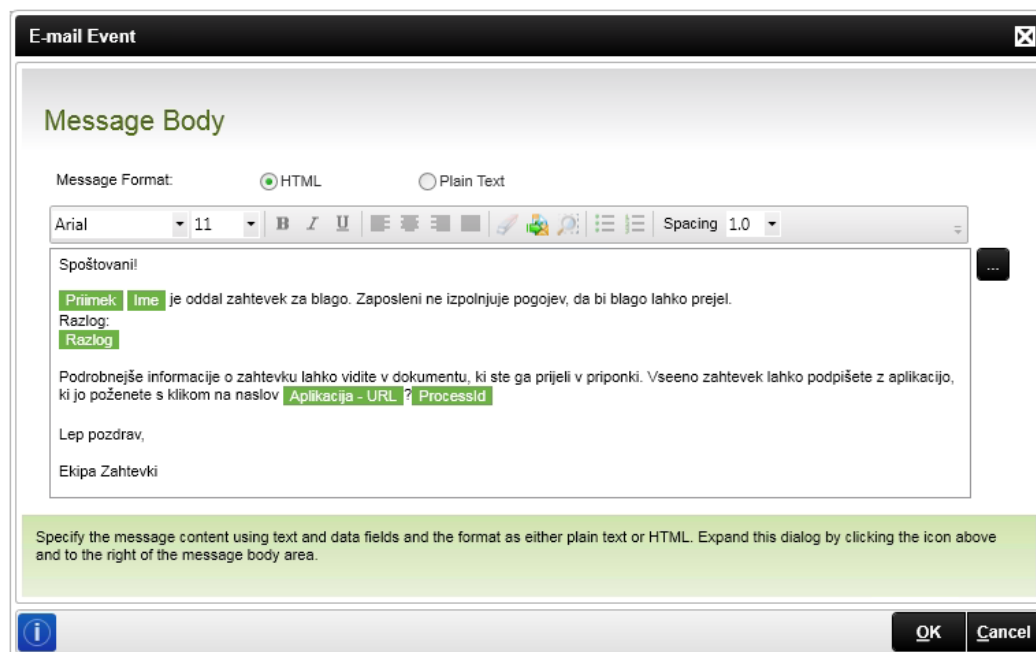 E-mail Event
Message Body
Message Format: HTML Plain Text
Arial 11 B I U Spacing 1.0
Spoštovani!
...
Priimek Ime je oddal zahtevek za blago. Zaposleni ne izpolnjuje pogojev, da bi blago lahko prejel.
Razlog:
Razlog
Podrobnejše informacije o zahtevku lahko vidite v dokumentu, ki ste ga prijeli v priponki. Vseeno zahtevek lahko podpišete z aplikacijo,
ki jo poženete s klikom na naslov Aplikacija - URL ? ProcessId
Lep pozdrav,
Ekipa Zahtevki
Specify the message content using text and data fields and the format as either plain text or HTML. Expand this dialog by clicking the icon above
and to the right of the message body area.
i
OK Cancel